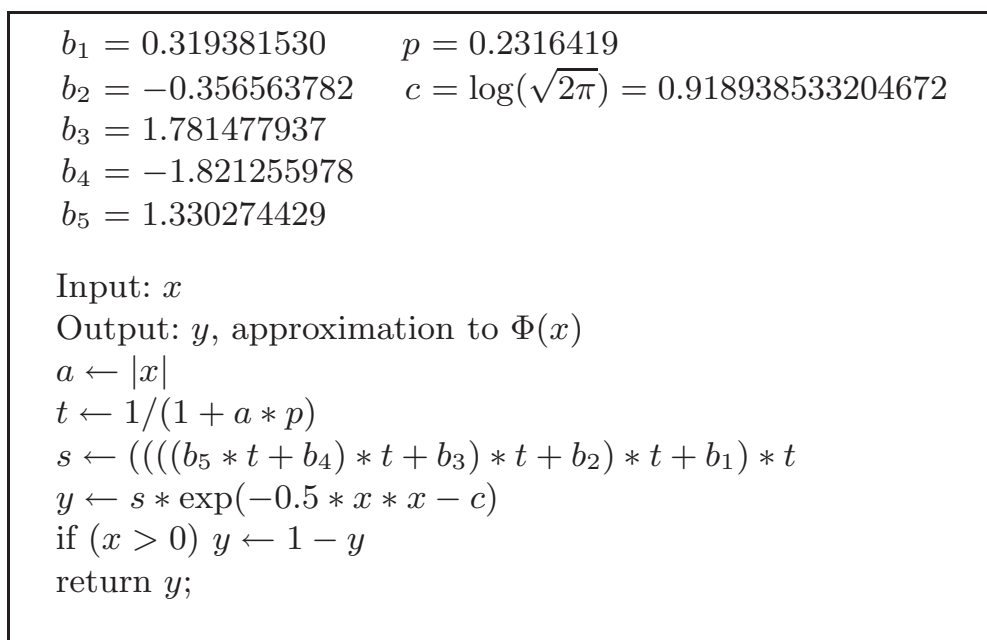 b₁ = 0.319381530 p = 0.2316419
b₂ = −0.356563782 c = log(√2π) = 0.918938533204672
b₃ = 1.781477937
b₄ = −1.821255978
b₅ = 1.330274429
Input: x
Output: y, approximation to Φ(x)
a ← |x|
t ← 1/(1 + a ∗ p)
s ← ((((b₅ ∗ t + b₄) ∗ t + b₃) ∗ t + b₂) ∗ t + b₁) ∗ t
y ← s ∗ exp(−0.5 ∗ x ∗ x − c)
if (x > 0) y ← 1 − y
return y;